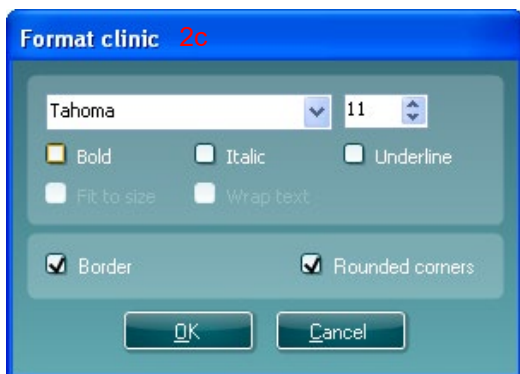 Format clinic 2c
Tahoma 11
Bold Italic Underline
Fit to size Wrap text
Border Rounded corners
OK Cancel